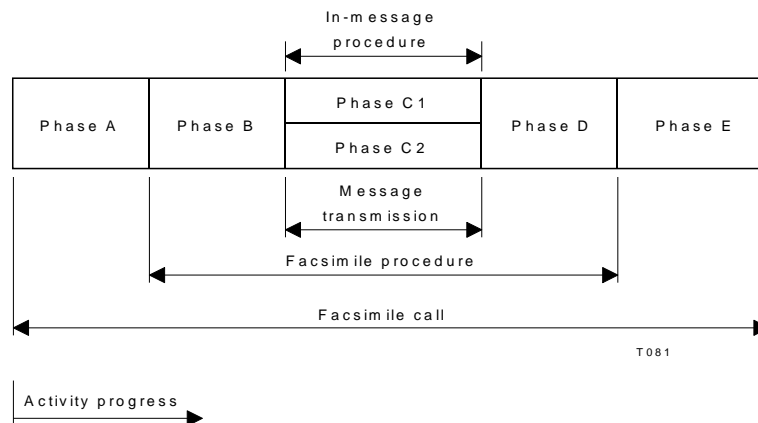 In-message
procedure
Phase A
Phase B
Phase C1
Phase C2
Phase D
Phase E
Message
transmission
Facsimile procedure
Facsimile call
T081
Activity progress